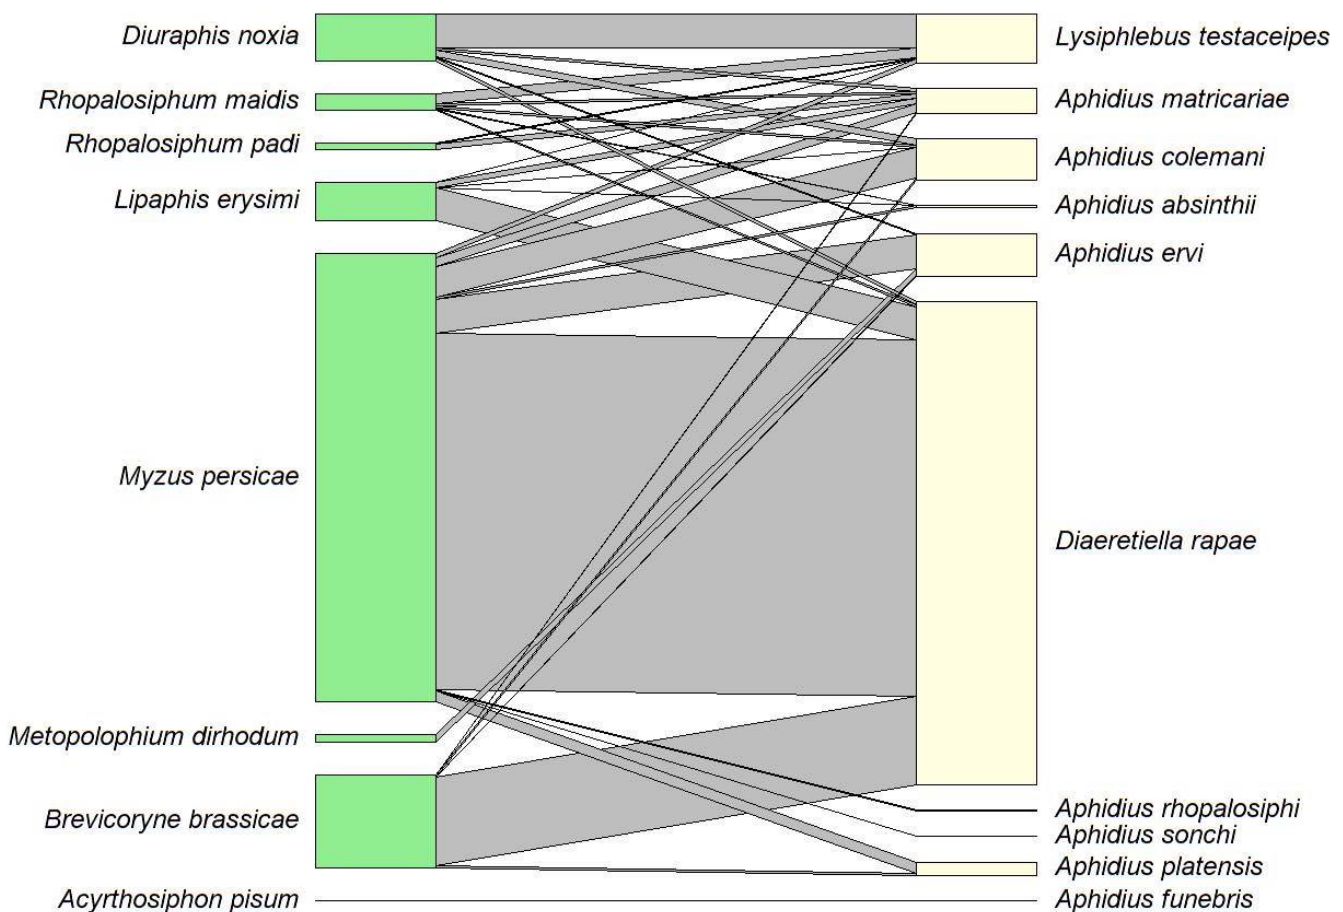 Diuraphis noxia
Rhopalosiphum maidis
Rhopalosiphum padi
Lipaphis erysimi
Myzus persicae
Metopolophium dirhodum
Brevicoryne brassicae
Acyrthosiphon pisum
Lysiphlebus testaceipes
Aphidius matricariae
Aphidius colemani
Aphidius absinthii
Aphidius ervi
Diaeretiella rapae
Aphidius rhopalosiphi
Aphidius sonchi
Aphidius platensis
Aphidius funebris